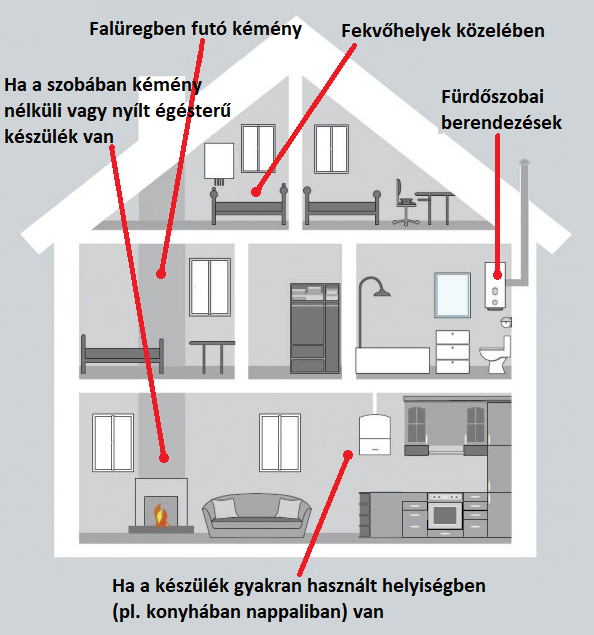 Falüregben futó kémény
Fekvőhelyek közelében
Ha a szobában kémény
nélküli vagy nyílt égésterű
készülék van
Fürdőszobai
berendezések
Ha a készülék gyakran használt helyiségben
(pl. konyhában nappaliban) van